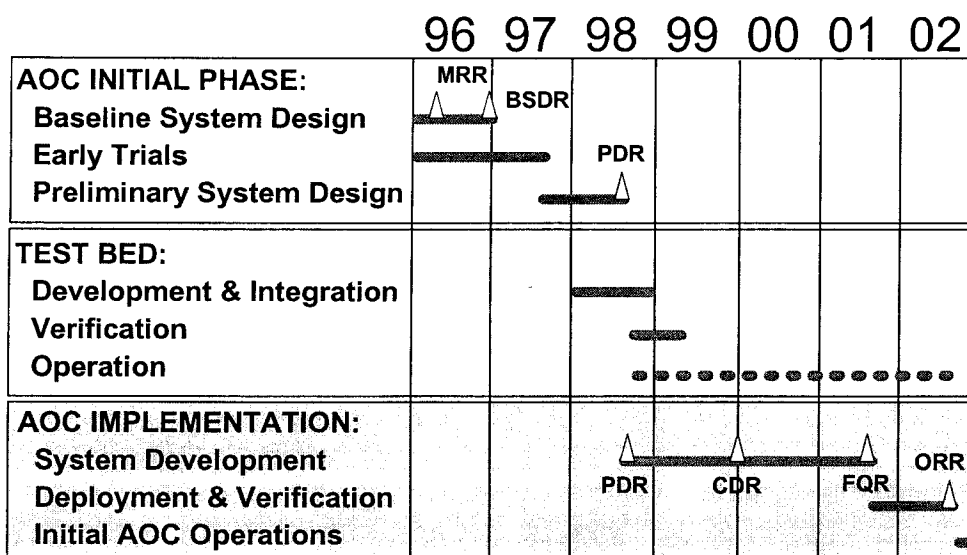 96 97 98 99 00 01 02
AOC INITIAL PHASE:
MRR
Baseline System Design
BSDR
Early Trials
PDR
Preliminary System Design
TEST BED:
Development & Integration
Verification
Operation
AOC IMPLEMENTATION:
System Development
ORR
PDR CDR FQR
Deployment & Verification
Initial AOC Operations